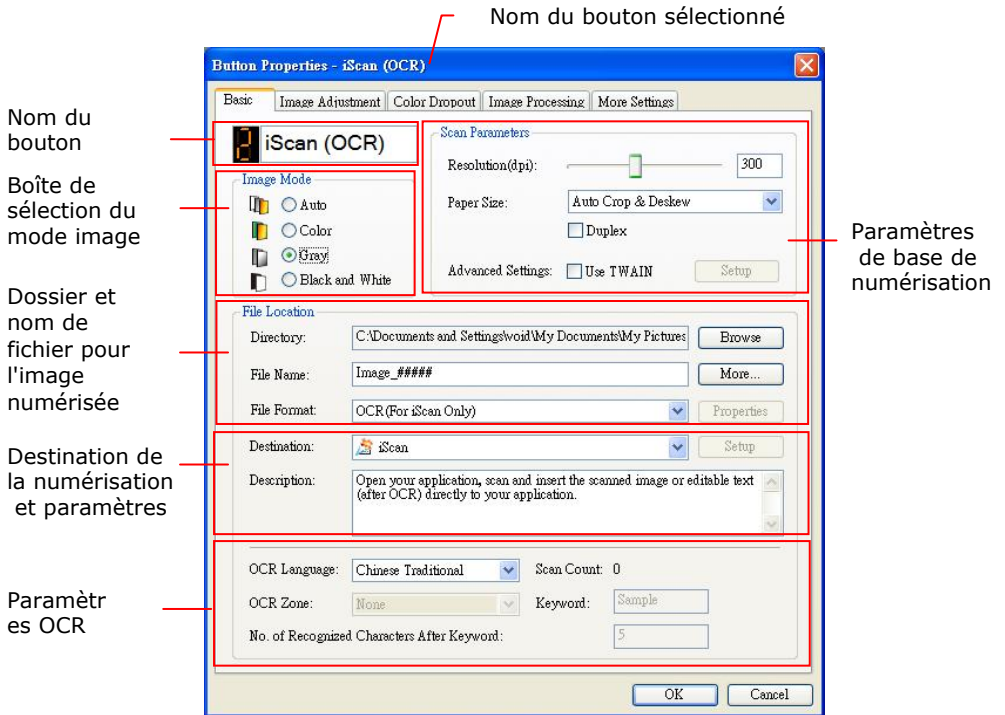 Nom du bouton sélectionné
Button Properties - iScan (OCR)
Basic Image Adjustment Color Dropout Image Processing More Settings
Nom du
bouton
2 iScan (OCR)
Boîte de
sélection du
mode image
Image Mode
Auto
Color
Gray
Black and White
Scan Parameters
Resolution(dpi): 300
Paper Size: Auto Crop & Deskew
Duplex
Advanced Settings: Use TWAIN Setup
Paramètres
de base de
numérisation
Dossier et
nom de
fichier pour
l'image
numérisée
File Location
Directory: C:\Documents and Settings\void\My Documents\My Pictures Browse
File Name: Image_##### More...
File Format: OCR(For iScan Only) Properties
Destination de
la numérisation
et paramètres
Destination: iScan Setup
Description: Open your application, scan and insert the scanned image or editable text
(after OCR) directly to your application.
Paramètr
es OCR
OCR Language: Chinese Traditional Scan Count: 0
OCR Zone: None Keyword: Sample
No. of Recognized Characters After Keyword: 5
OK Cancel